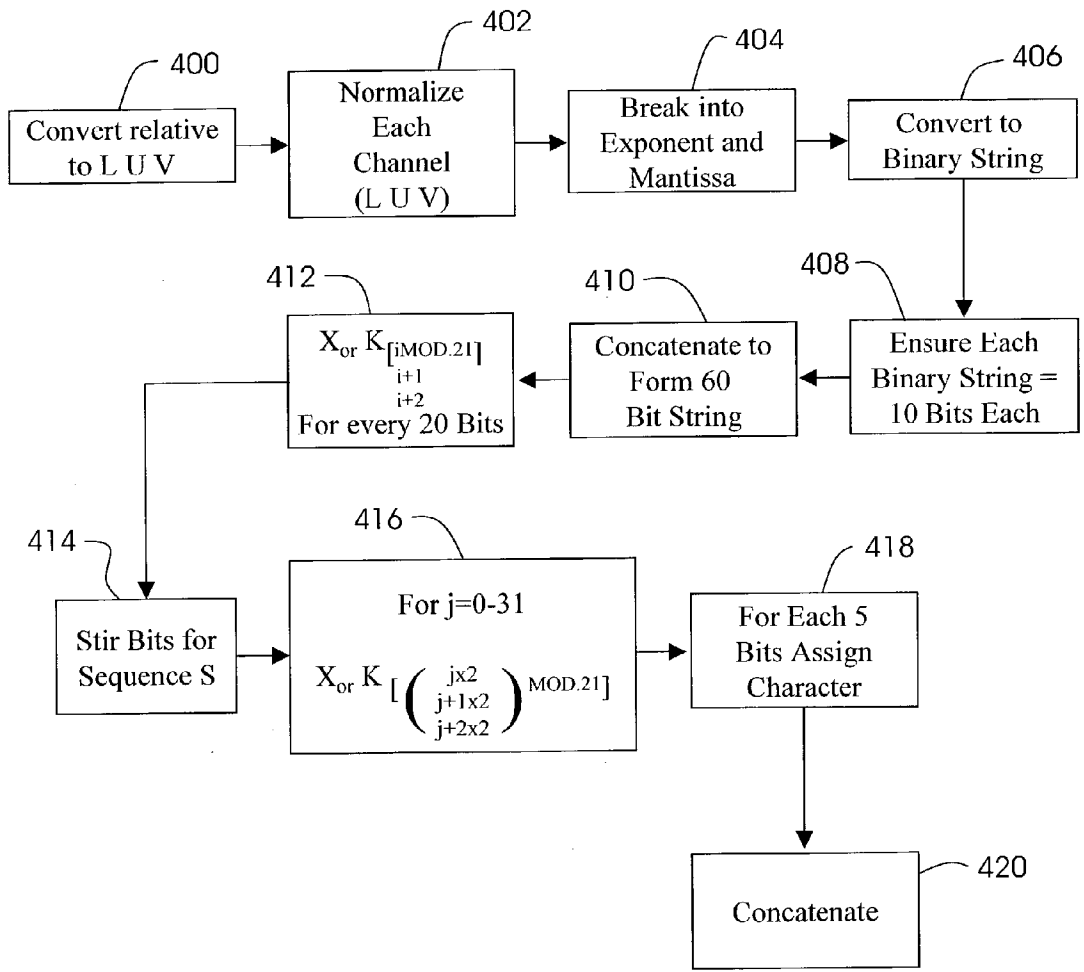 400
Convert relative
to L U V
402
Normalize
Each
Channel
(L U V)
404
Break into
Exponent and
Mantissa
406
Convert to
Binary String
408
Ensure Each
Binary String =
10 Bits Each
410
Concatenate to
Form 60
Bit String
412
Xor K[iMOD.21]
i+1
i+2
For every 20 Bits
414
Stir Bits for
Sequence S
416
For j=0-31
Xor K [( jx2 ) MOD.21]
j+1x2
j+2x2
418
For Each 5
Bits Assign
Character
420
Concatenate